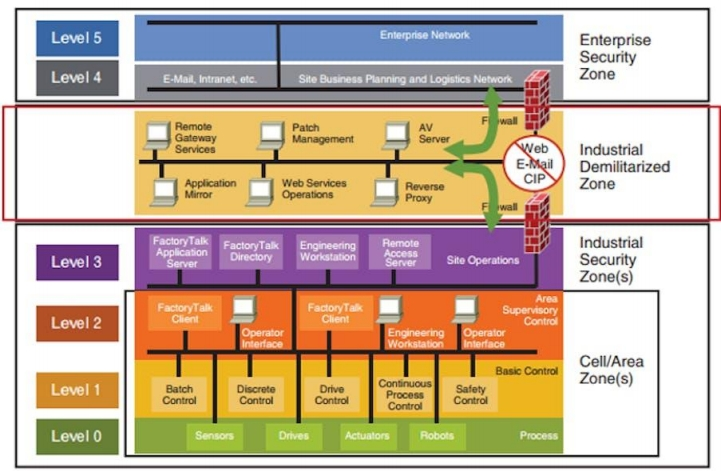 Level 5
Enterprise Network
Enterprise
Security
Zone
Level 4
E-Mail, Intranet, etc.
Site Business Planning and Logistics Network
Firewall
Remote
Gateway
Services
Patch
Management
AV
Server
Web
E-Mail
CIP
Industrial
Demilitarized
Zone
Application
Mirror
Web Services
Operations
Reverse
Proxy
Firewall
Level 3
FactoryTalk
Application
Server
FactoryTalk
Directory
Engineering
Workstation
Remote
Access
Server
Site Operations
Industrial
Security
Zone(s)
Level 2
FactoryTalk
Client
Operator
Interface
FactoryTalk
Client
Engineering
Workstation
Operator
Interface
Area
Supervisory
Control
Cell/Area
Zone(s)
Level 1
Basic Control
Batch
Control
Discrete
Control
Drive
Control
Continuous
Process
Control
Safety
Control
Level 0
Sensors
Drives
Actuators
Robots
Process